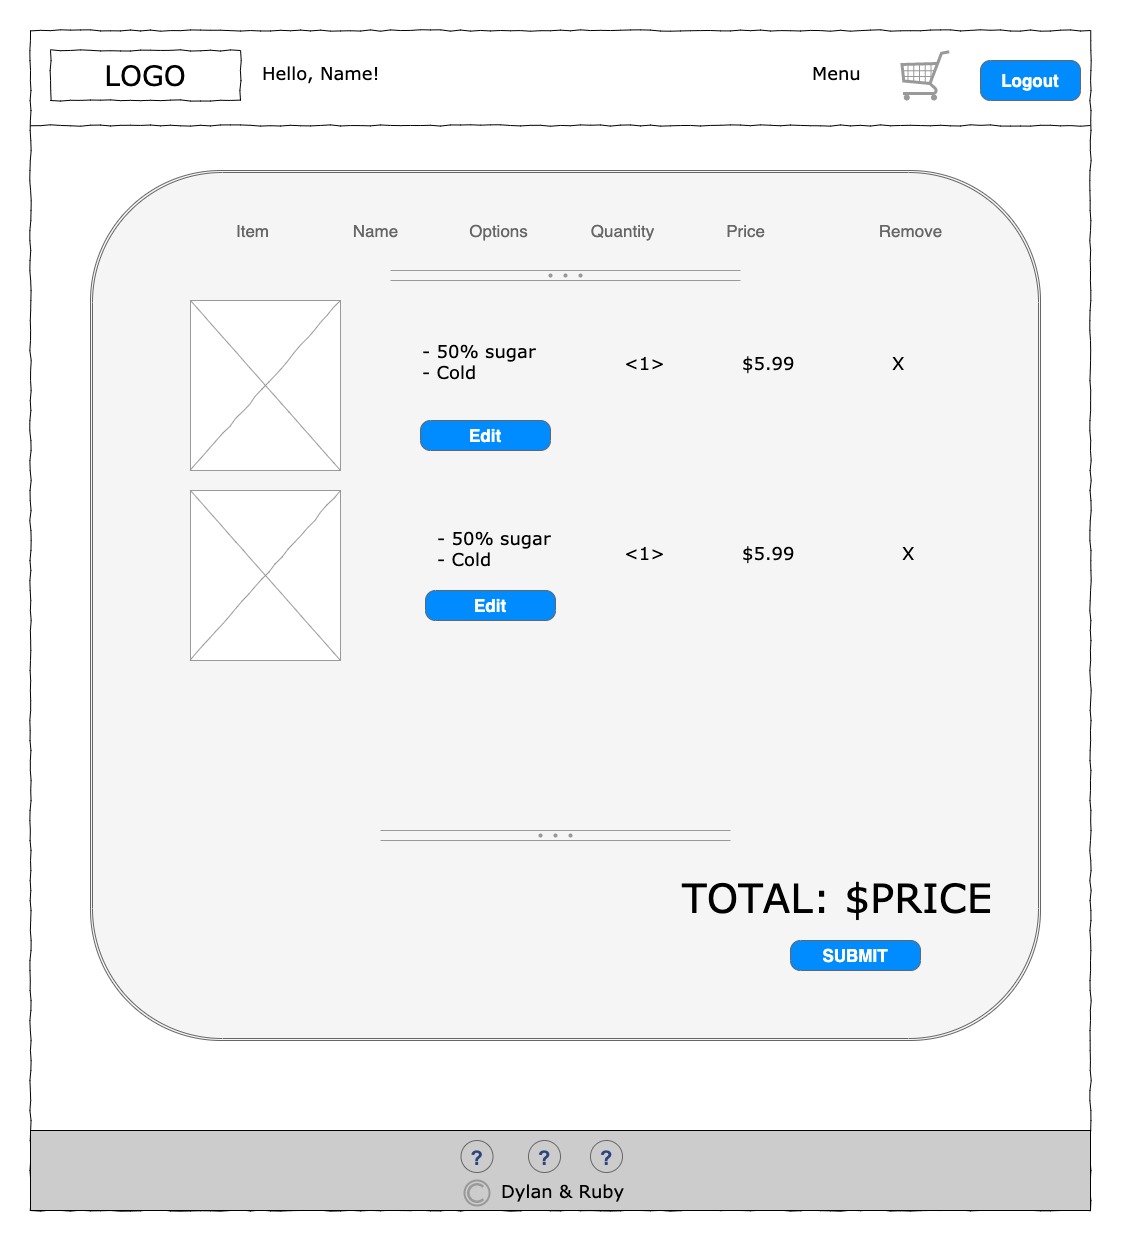 LOGO
Hello, Name!
Menu
Logout
Item Name Options Quantity Price Remove
- 50% sugar
- Cold
<1> $5.99 X
Edit
- 50% sugar
- Cold
<1> $5.99 X
Edit
TOTAL: $PRICE
SUBMIT
? ? ?
© Dylan & Ruby